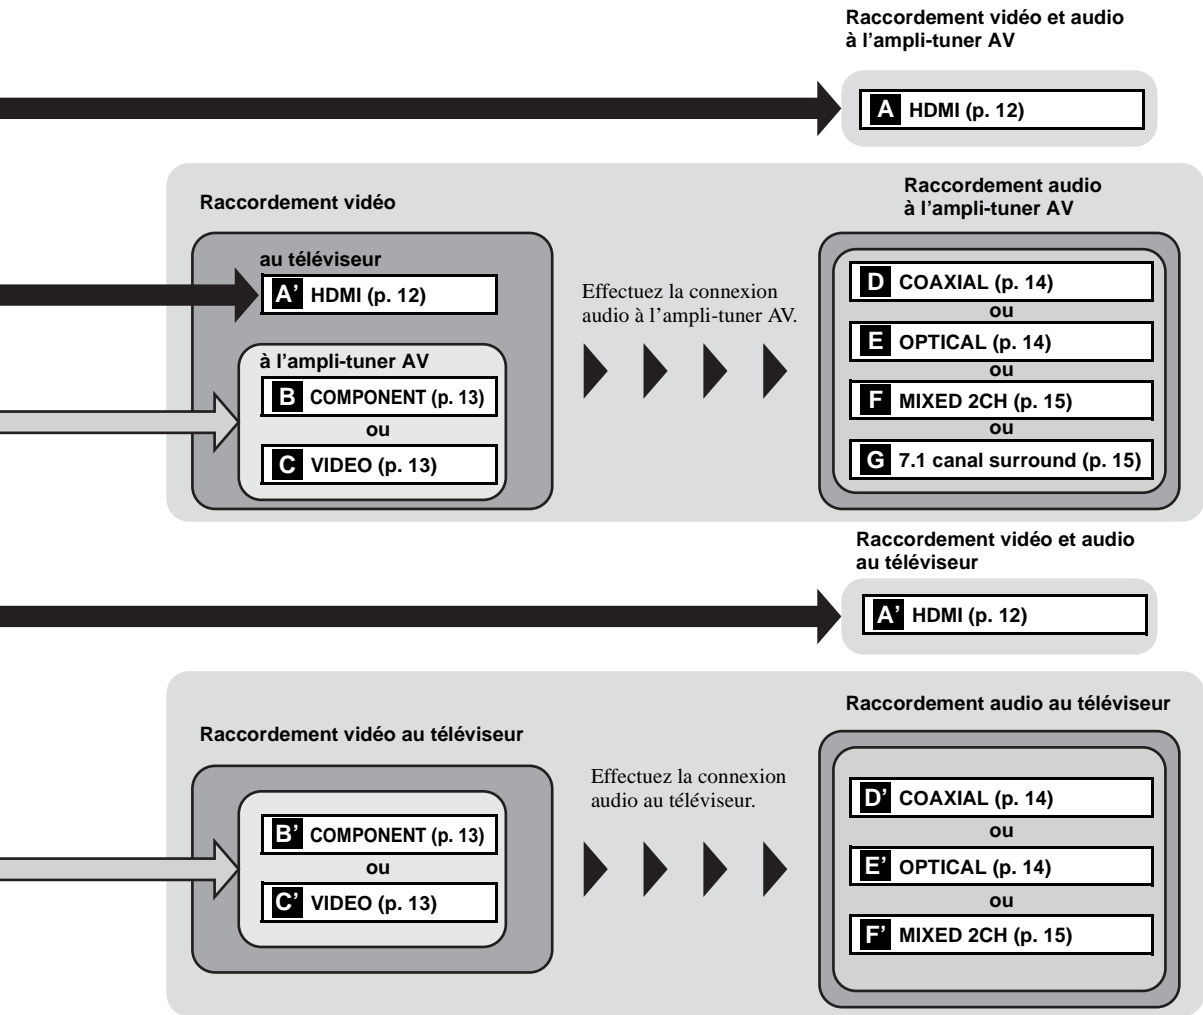 Raccordement vidéo et audio
à l'ampli-tuner AV
A HDMI (p. 12)
Raccordement vidéo
au téléviseur
A' HDMI (p. 12)
à l'ampli-tuner AV
B COMPONENT (p. 13)
ou
C VIDEO (p. 13)
Effectuez la connexion
audio à l'ampli-tuner AV.
Raccordement audio
à l'ampli-tuner AV
D COAXIAL (p. 14)
ou
E OPTICAL (p. 14)
ou
F MIXED 2CH (p. 15)
ou
G 7.1 canal surround (p. 15)
Raccordement vidéo et audio
au téléviseur
A' HDMI (p. 12)
Raccordement vidéo au téléviseur
B' COMPONENT (p. 13)
ou
C' VIDEO (p. 13)
Effectuez la connexion
audio au téléviseur.
Raccordement audio au téléviseur
D' COAXIAL (p. 14)
ou
E' OPTICAL (p. 14)
ou
F' MIXED 2CH (p. 15)